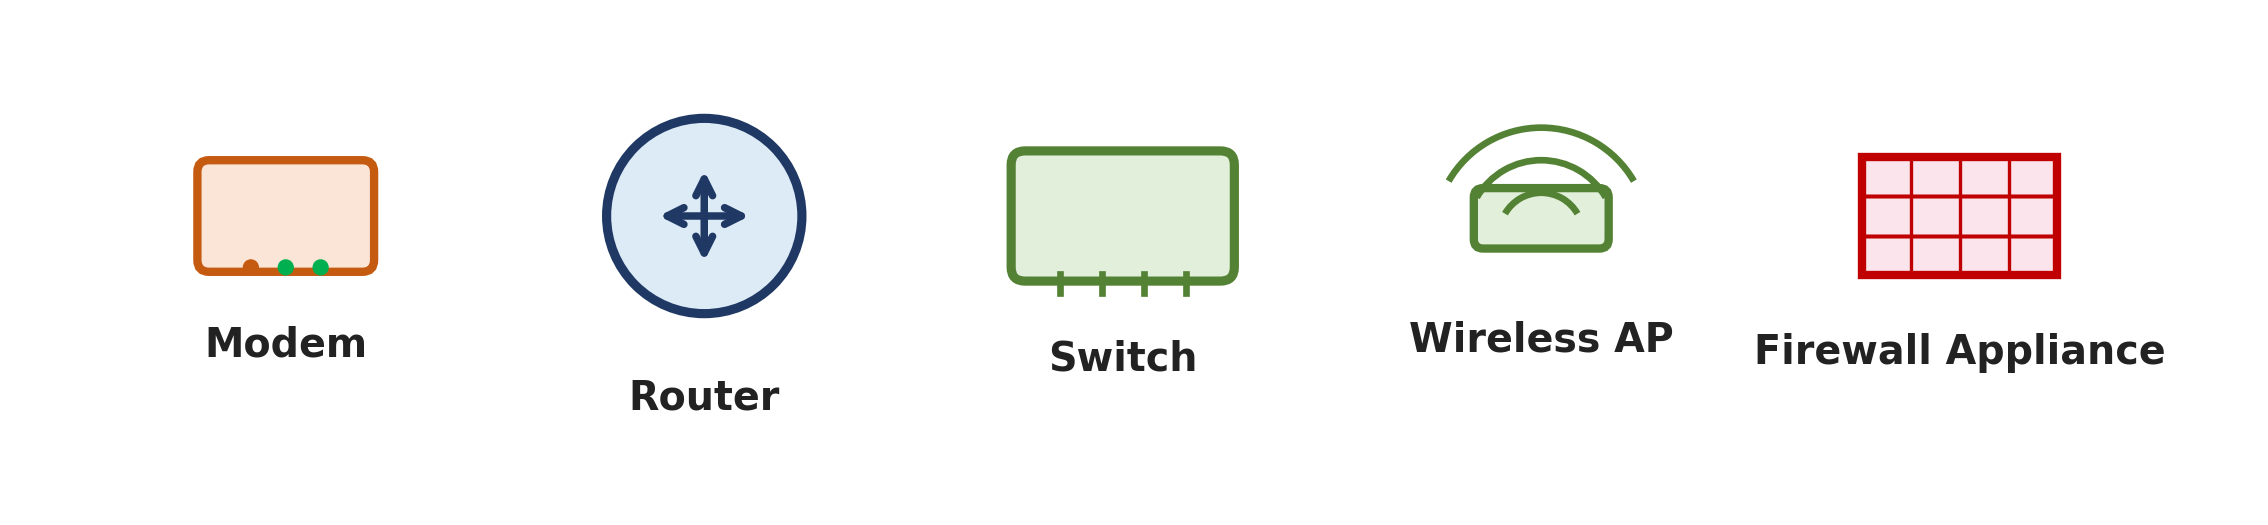 Modem
Router
Switch
Wireless AP
Firewall Appliance